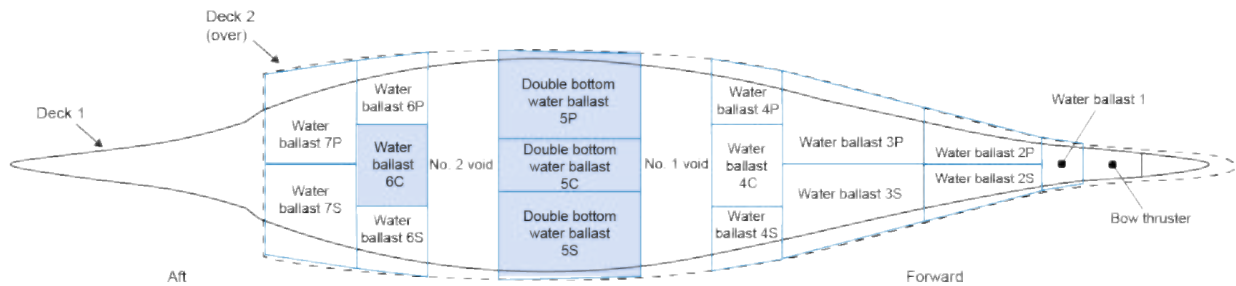 Deck 2
(over)
Deck 1
Water
ballast 7P
Water
ballast 7S
Water
ballast 6P
Water
ballast
6C
Water
ballast 6S
No. 2 void
Double bottom
water ballast
5P
Double bottom
water ballast
5C
Double bottom
water ballast
5S
No. 1 void
Water
ballast 4P
Water
ballast
4C
Water
ballast 4S
Water ballast 3P
Water ballast 3S
Water ballast 2P
Water ballast 2S
Water ballast 1
Bow thruster
Aft
Forward